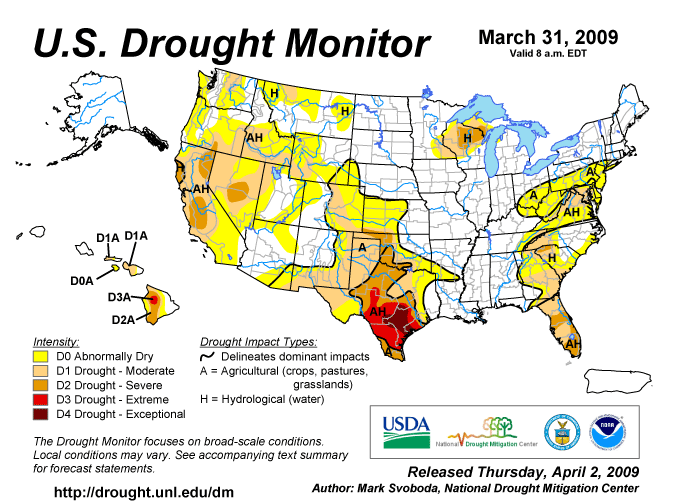 U.S. Drought Monitor
March 31, 2009
Valid 8 a.m. EDT
H
H
H
AH
A
A
AH
AH
A
H
AH
AH
A
D1A
D1A
D0A
D3A
D2A
Intensity:
D0 Abnormally Dry
D1 Drought - Moderate
D2 Drought - Severe
D3 Drought - Extreme
D4 Drought - Exceptional
Drought Impact Types:
Delineates dominant impacts
A = Agricultural (crops, pastures,
grasslands)
H = Hydrological (water)
The Drought Monitor focuses on broad-scale conditions.
Local conditions may vary. See accompanying text summary
for forecast statements.
http://drought.unl.edu/dm
USDA
National Drought Mitigation Center
NOAA
Released Thursday, April 2, 2009
Author: Mark Svoboda, National Drought Mitigation Center